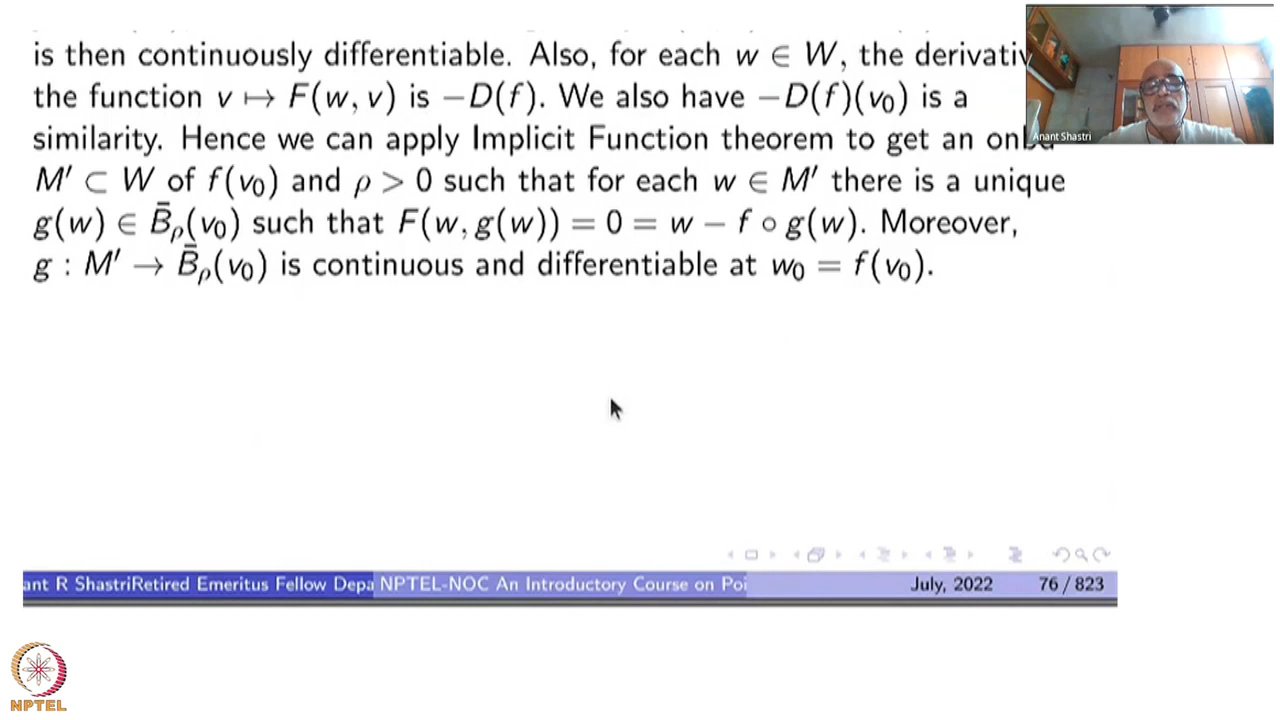 is then continuously differentiable. Also, for each w ∈ W, the
the function v ↦ F(w, v) is −D(f). We also have −D(f)(v₀) is a
similarity. Hence we can apply Implicit Function theorem to get an
M′ ⊂ W of f(v₀) and ρ > 0 such that for each w ∈ M′ there is a unique
g(w) ∈ B̄ρ(v₀) such that F(w, g(w)) = 0 = w − f ∘ g(w). Moreover,
g : M′ → B̄ρ(v₀) is continuous and differentiable at w₀ = f(v₀).
Anant Shastri
ant R ShastriRetired Emeritus Fellow Depa NPTEL-NOC An Introductory Course on Poi July, 2022 76 / 823
NPTEL